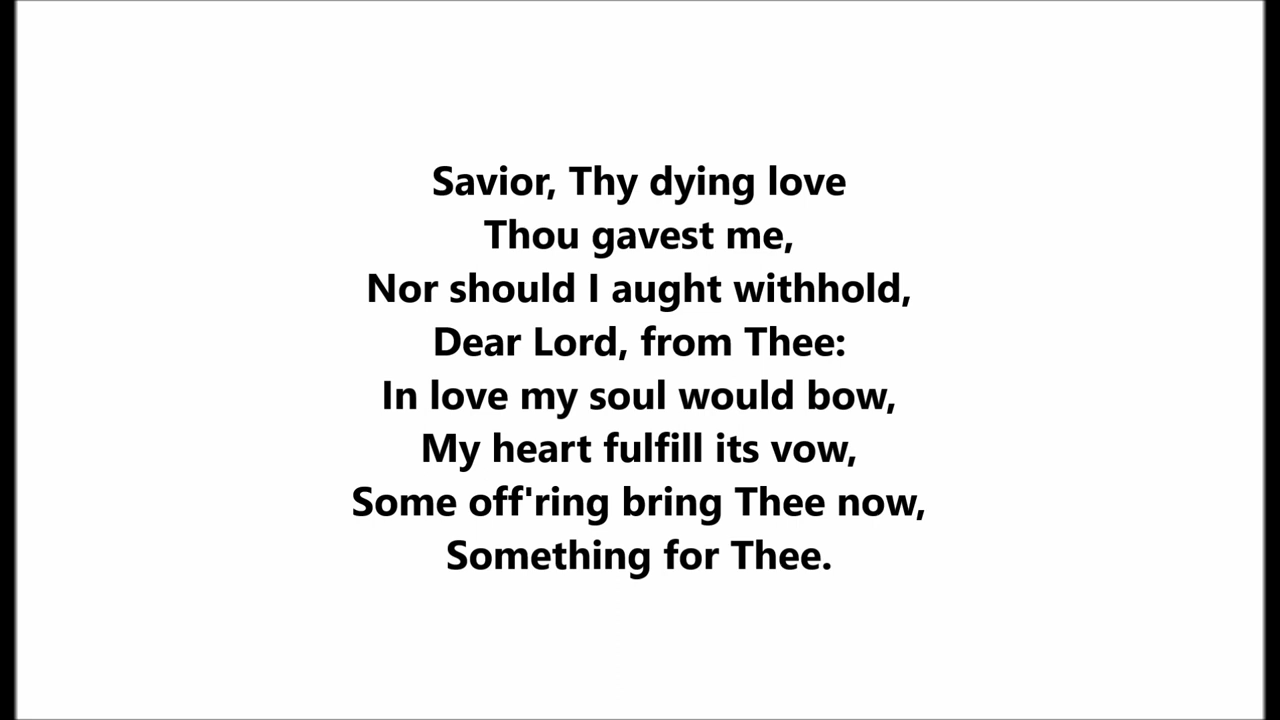 Savior, Thy dying love
Thou gavest me,
Nor should I aught withhold,
Dear Lord, from Thee:
In love my soul would bow,
My heart fulfill its vow,
Some off'ring bring Thee now,
Something for Thee.